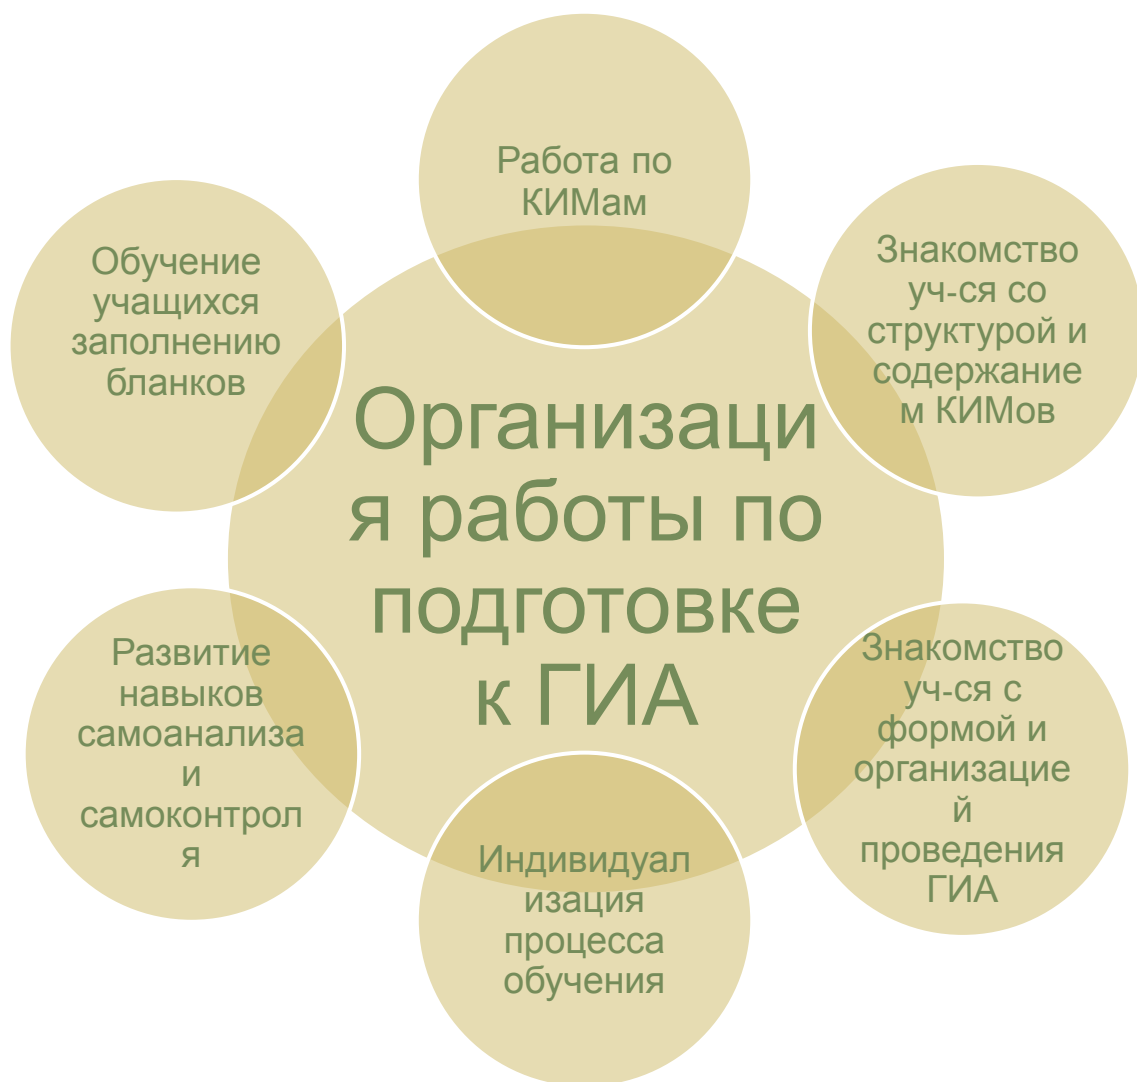 Работа по
КИМам
Знакомство
уч-ся со
структурой и
содержание
м КИМов
Знакомство
уч-ся с
формой и
организацие
й
проведения
ГИА
Индивидуал
изация
процесса
обучения
Развитие
навыков
самоанализа
и
самоконтрол
я
Обучение
учащихся
заполнению
бланков
Организаци
я работы по
подготовке
к ГИА